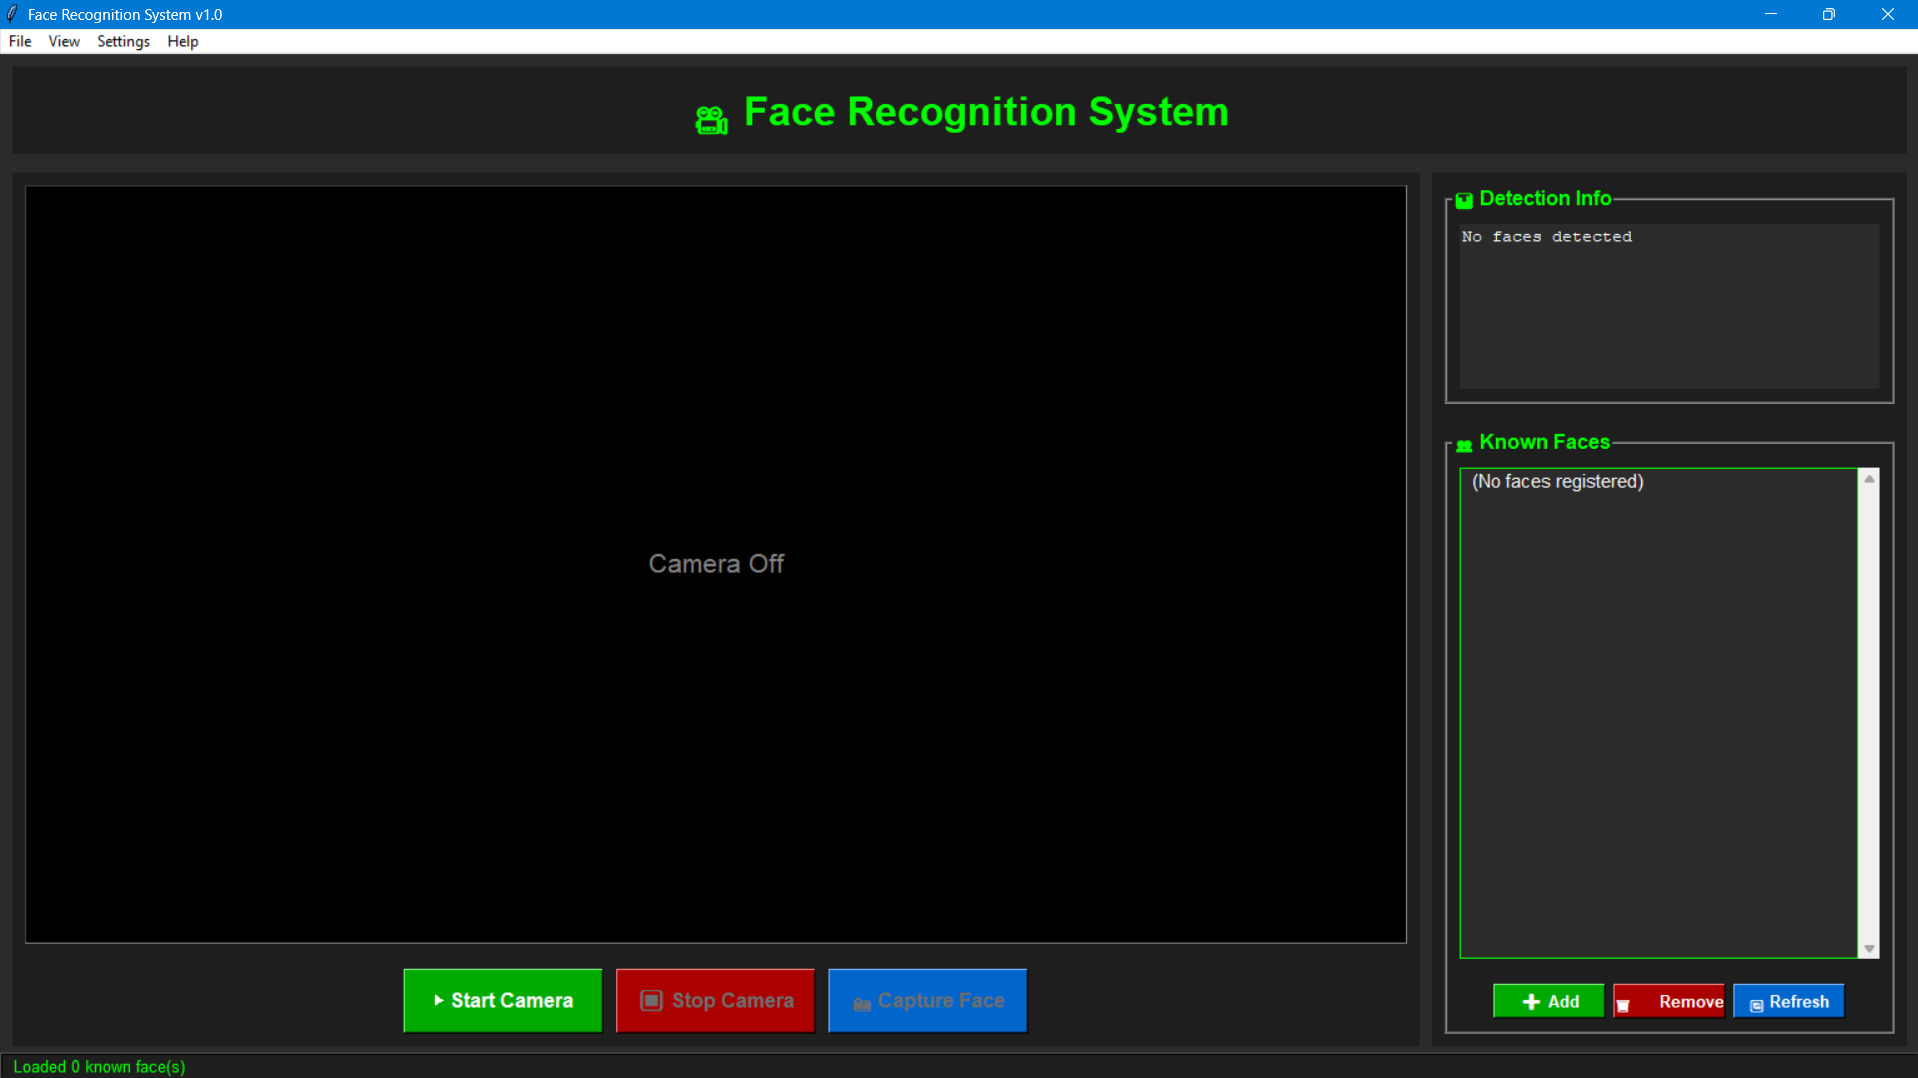 Face Recognition System v1.0
File View Settings Help
Face Recognition System
Detection Info
No faces detected
Known Faces
(No faces registered)
Camera Off
Start Camera
Stop Camera
Capture Face
Add
Remove
Refresh
Loaded 0 known face(s)